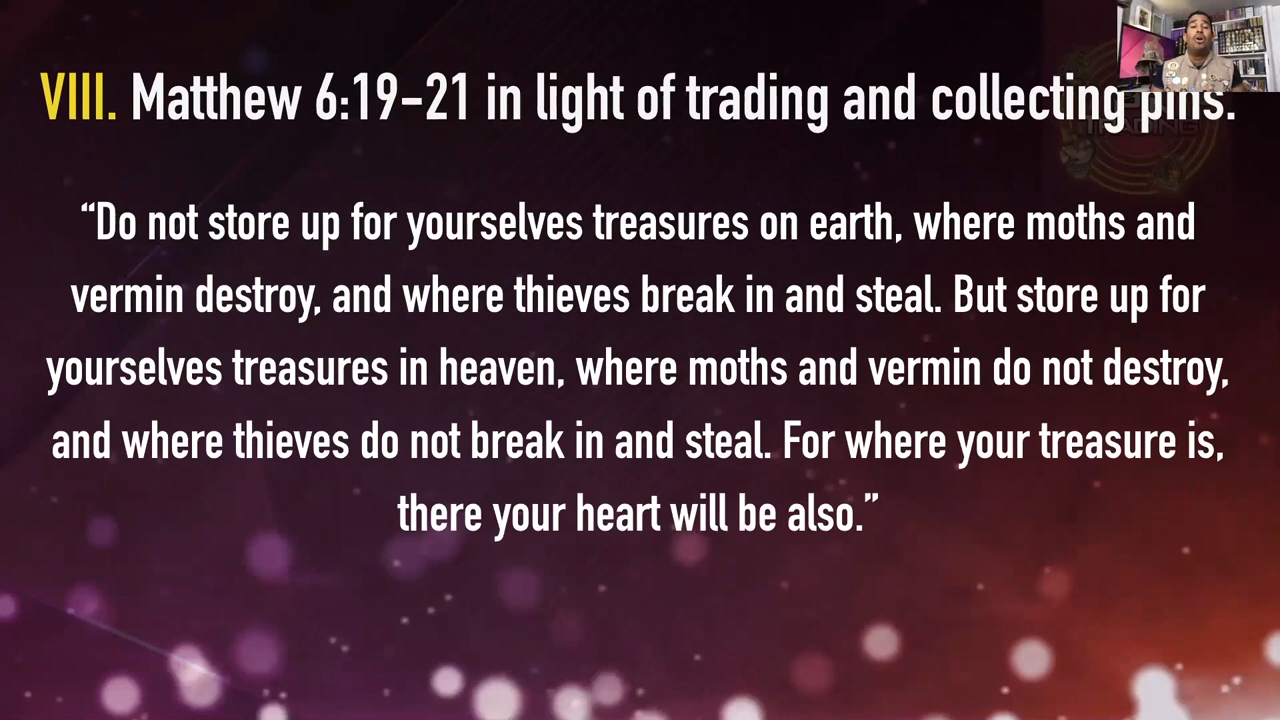 VIII. Matthew 6:19-21 in light of trading and collecting pins.
“Do not store up for yourselves treasures on earth, where moths and
vermin destroy, and where thieves break in and steal. But store up for
yourselves treasures in heaven, where moths and vermin do not destroy,
and where thieves do not break in and steal. For where your treasure is,
there your heart will be also.”
TRADING